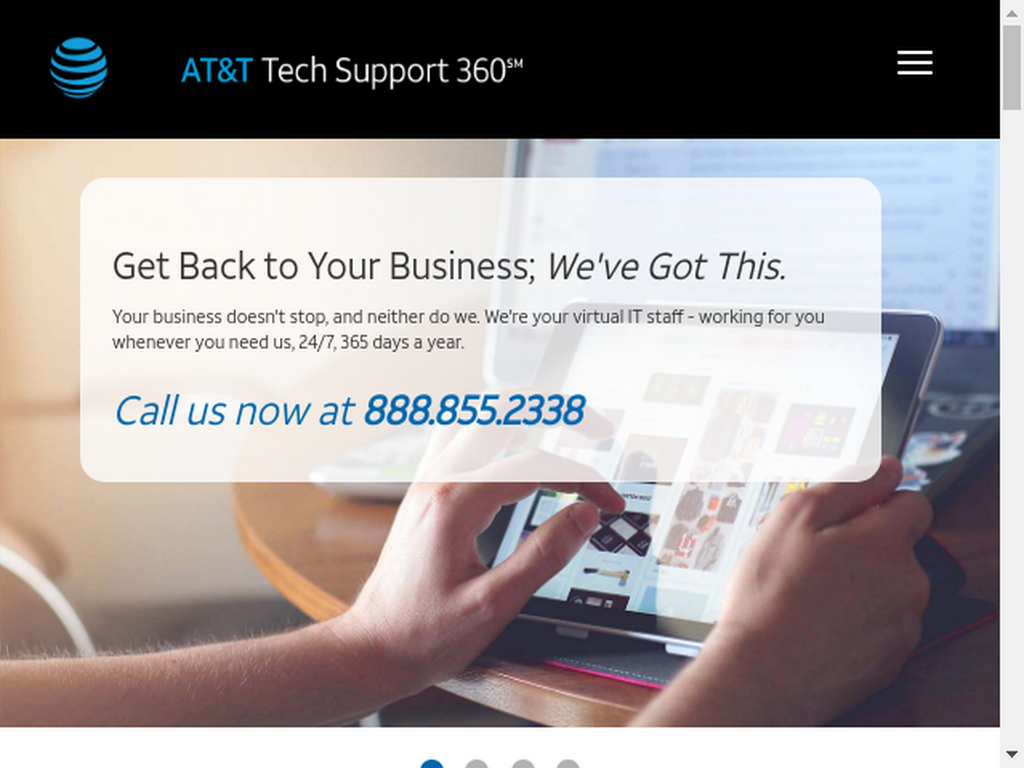 AT&T Tech Support 360℠
Get Back to Your Business; We've Got This.
Your business doesn't stop, and neither do we. We're your virtual IT staff - working for you
whenever you need us, 24/7, 365 days a year.
Call us now at 888.855.2338